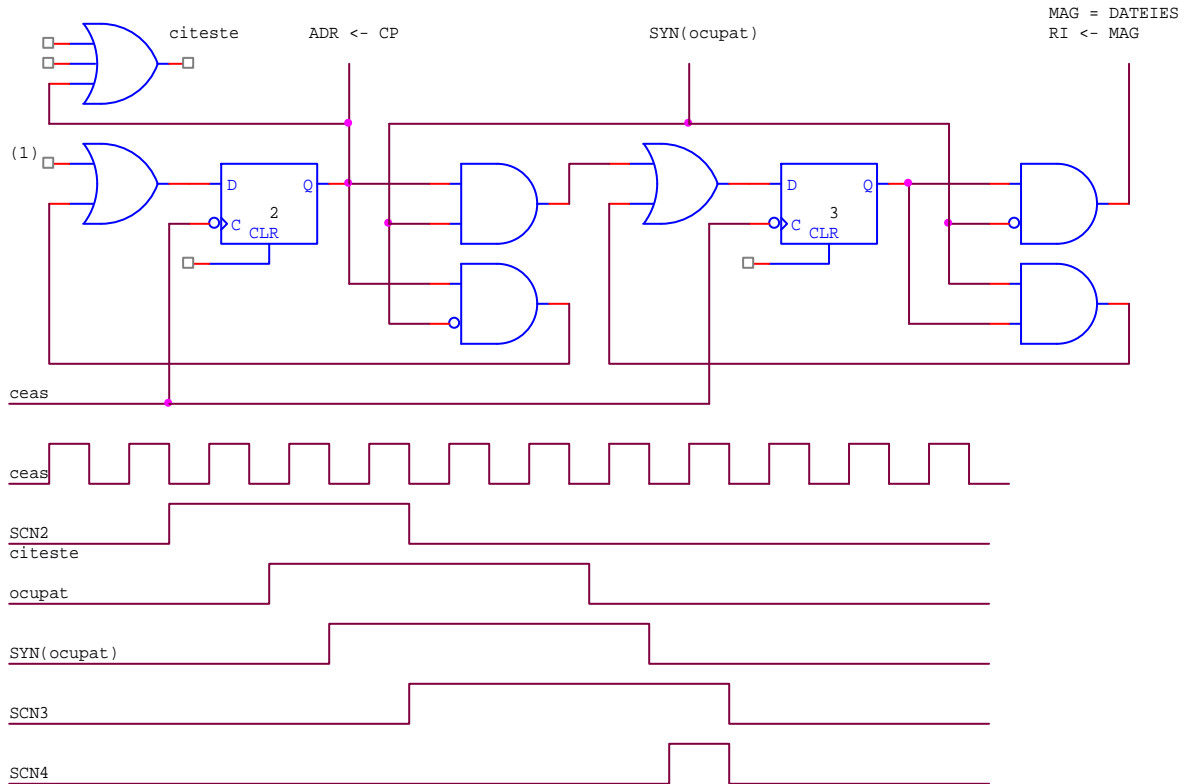 MAG = DATEIES
citeste ADR <- CP SYN(ocupat) RI <- MAG
(1)
D Q D Q
2 3
C C
CLR CLR
ceas
ceas
SCN2
citeste
ocupat
SYN(ocupat)
SCN3
SCN4